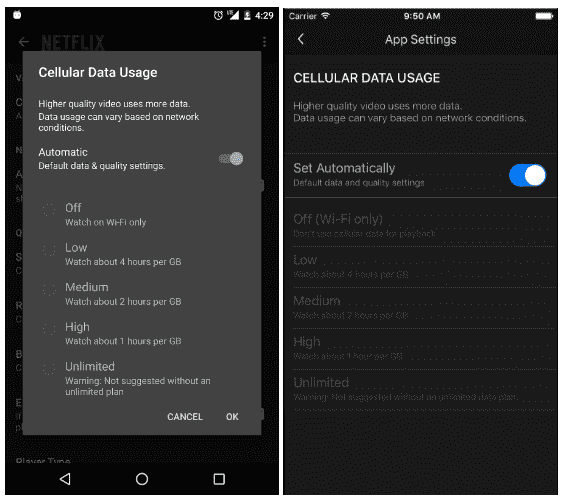 LTE 4:29
NETFLIX
Cellular Data Usage
Higher quality video uses more data.
Data usage can vary based on network
conditions.
Automatic
Default data & quality settings.
Off
Watch on Wi-Fi only
Low
Watch about 4 hours per GB
Medium
Watch about 2 hours per GB
High
Watch about 1 hours per GB
Unlimited
Warning: Not suggested without an
unlimited plan
CANCEL OK
Player Type
Carrier 9:50 AM
App Settings
CELLULAR DATA USAGE
Higher quality video uses more data.
Data usage can vary based on network conditions.
Set Automatically
Default data and quality settings
Off (Wi-Fi only)
Don't use cellular data for playback
Low
Watch about 4 hours per GB
Medium
Watch about 2 hours per GB
High
Watch about 1 hour per GB
Unlimited
Warning: Not suggested without an unlimited data plan.